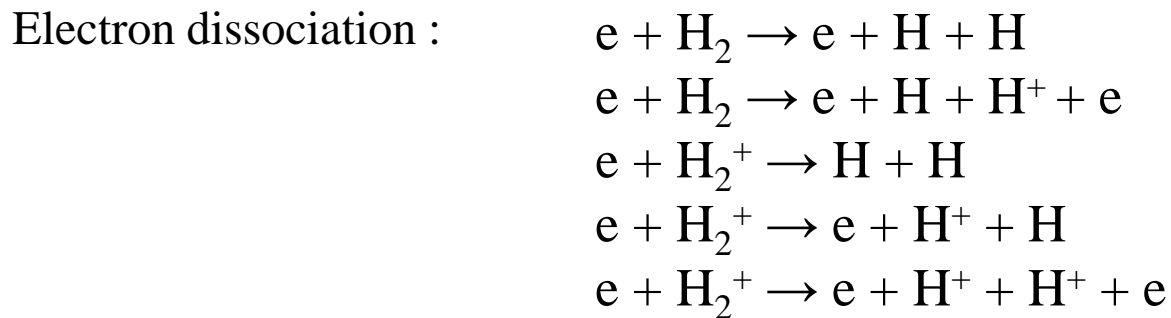 Electron dissociation : e + H₂ → e + H + H
e + H₂ → e + H + H⁺ + e
e + H₂⁺ → H + H
e + H₂⁺ → e + H⁺ + H
e + H₂⁺ → e + H⁺ + H⁺ + e